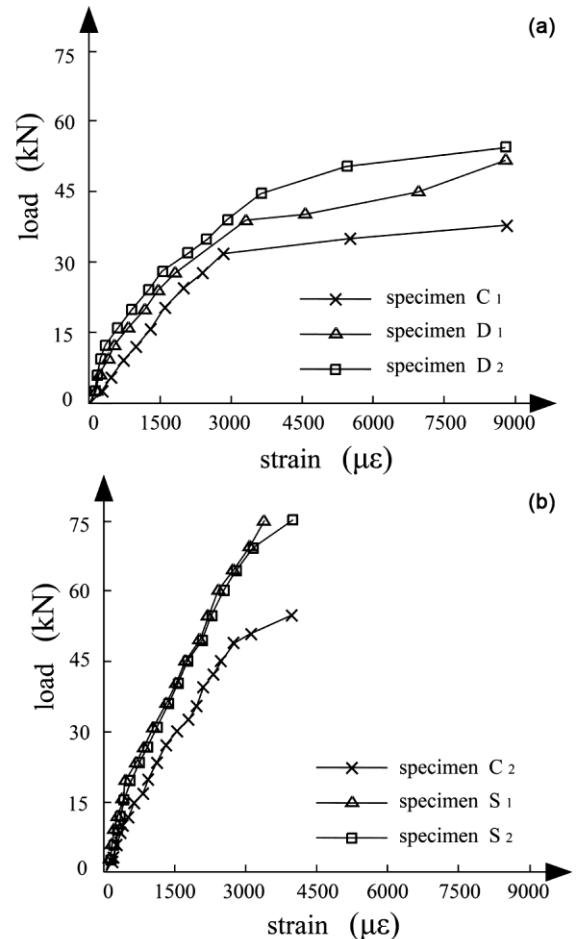 (a)
75
60
45
30
15
0
load (kN)
specimen C 1
specimen D 1
specimen D 2
0 1500 3000 4500 6000 7500 9000
strain (με)
(b)
75
60
45
30
15
0
load (kN)
specimen C 2
specimen S 1
specimen S 2
0 1500 3000 4500 6000 7500 9000
strain (με)